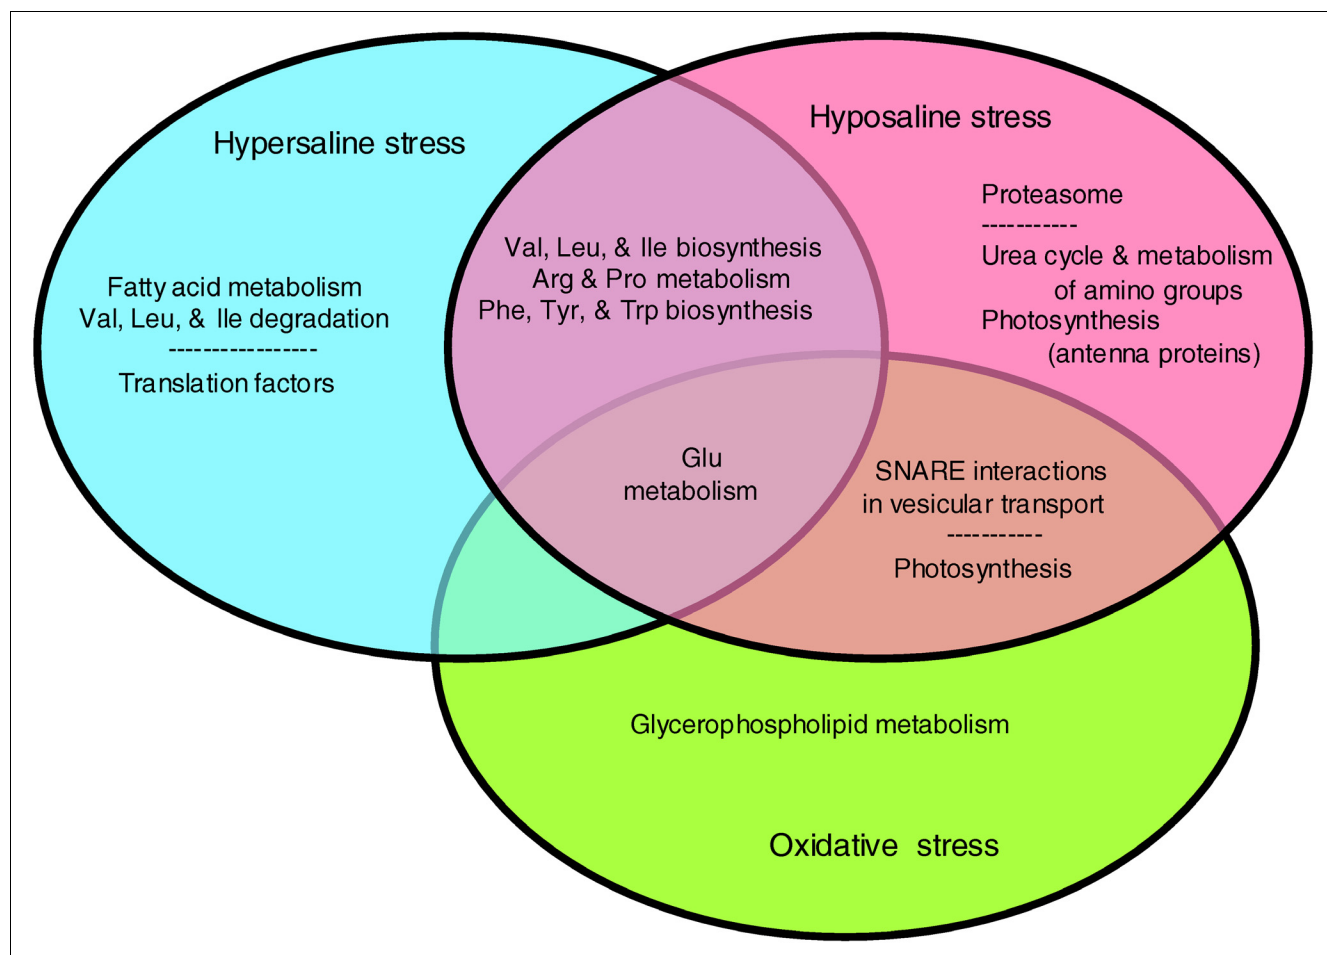 Hypersaline stress
Fatty acid metabolism
Val, Leu, & Ile degradation
-----------------
Translation factors
Val, Leu, & Ile biosynthesis
Arg & Pro metabolism
Phe, Tyr, & Trp biosynthesis
Hyposaline stress
Proteasome
-----------
Urea cycle & metabolism
of amino groups
Photosynthesis
(antenna proteins)
Glu
metabolism
SNARE interactions
in vesicular transport
-----------
Photosynthesis
Glycerophospholipid metabolism
Oxidative stress